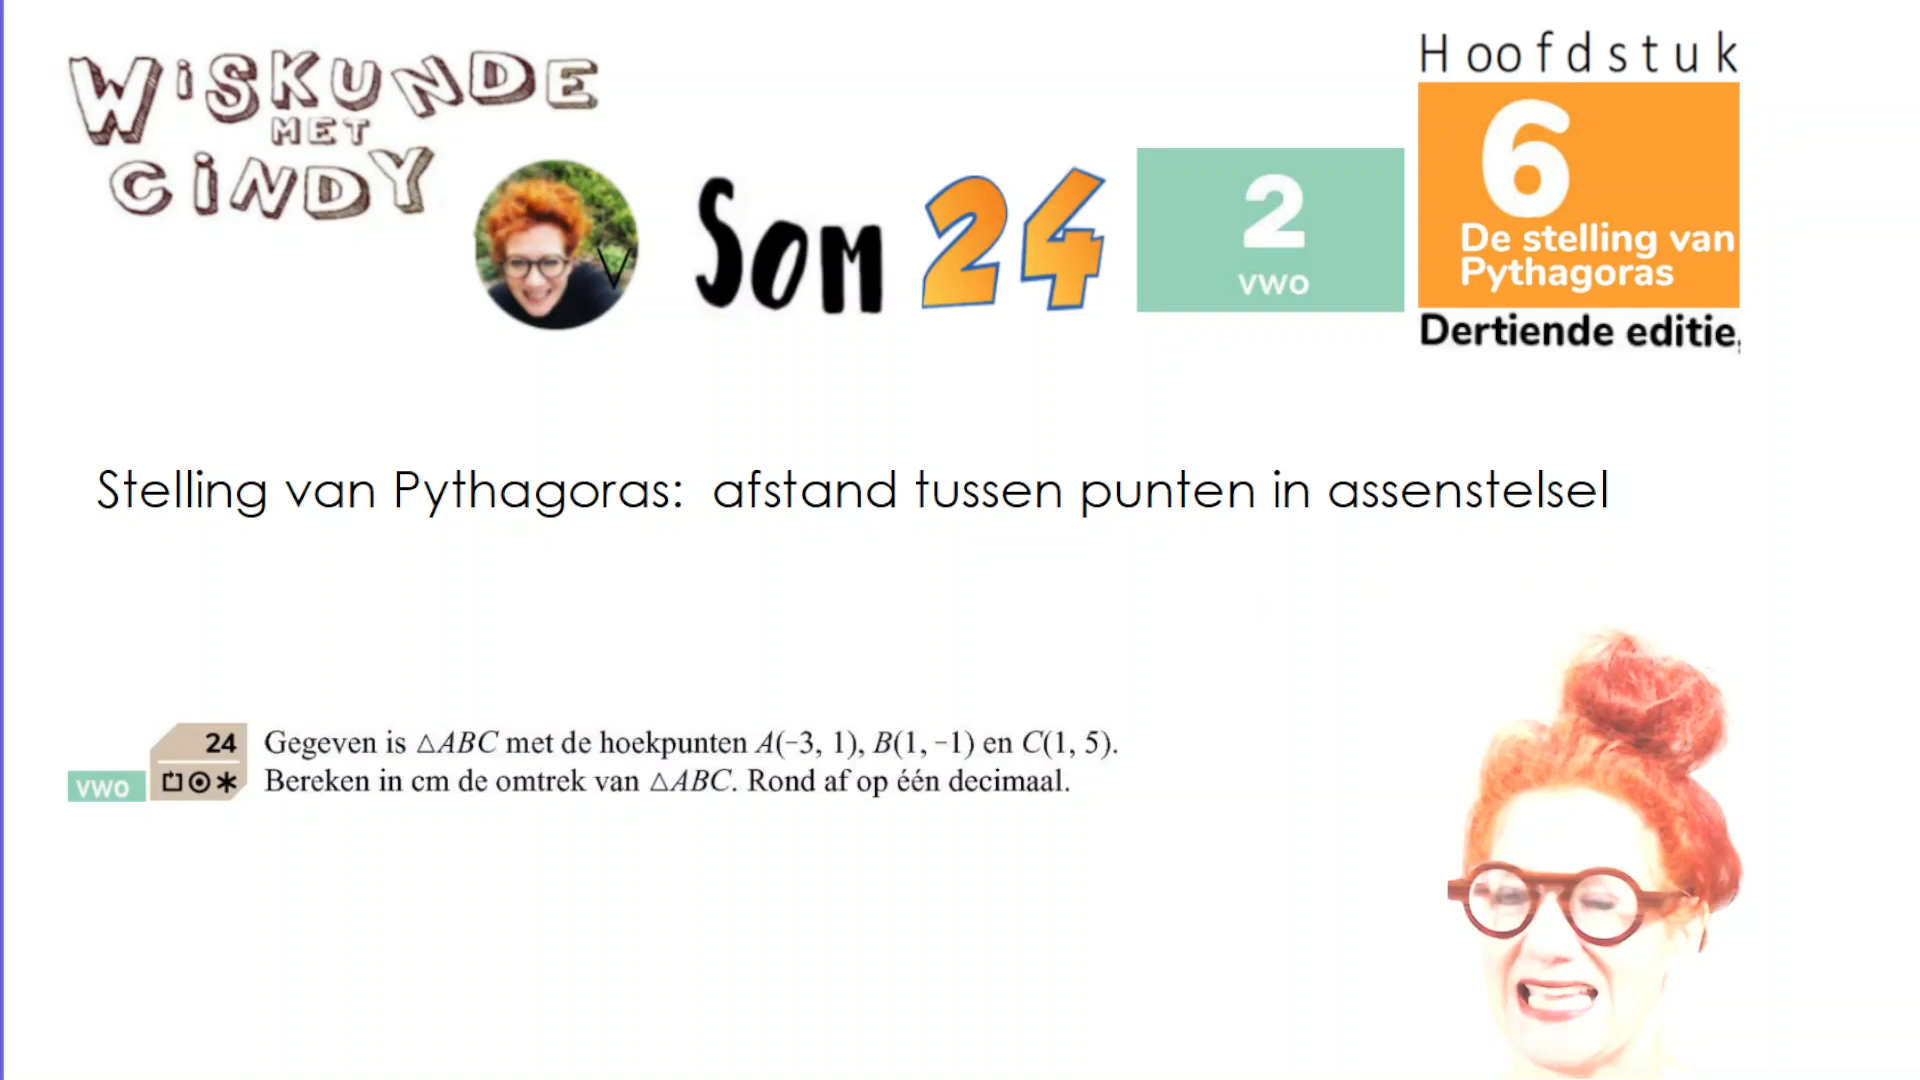 WiSKUNDE
MET
CiNDY
Som 24
2
vwo
Hoofdstuk
6
De stelling van
Pythagoras
Dertiende editie
Stelling van Pythagoras: afstand tussen punten in assenstelsel
24 Gegeven is △ABC met de hoekpunten A(−3, 1), B(1, −1) en C(1, 5).
vwo Bereken in cm de omtrek van △ABC. Rond af op één decimaal.